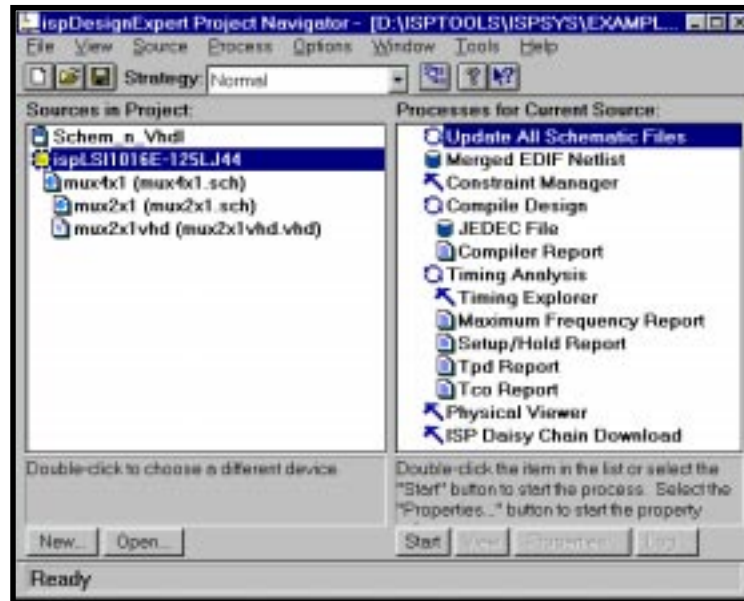 ispDesignExpert Project Navigator - [D:\ISPTOOLS\ISPSYS\EXAMPL...
File View Source Process Options Window Tools Help
Strategy: Normal
Sources in Project:
Schem_n_Vhdl
ispLSI1016E-125LJ44
mux4x1 (mux4x1.sch)
mux2x1 (mux2x1.sch)
mux2x1vhd (mux2x1vhd.vhd)
Double-click to choose a different device.
New... Open...
Processes for Current Source:
Update All Schematic Files
Merged EDIF Netlist
Constraint Manager
Compile Design
JEDEC File
Compiler Report
Timing Analysis
Timing Explorer
Maximum Frequency Report
Setup/Hold Report
Tpd Report
Tco Report
Physical Viewer
ISP Daisy Chain Download
Double-click the item in the list or select the
"Start" button to start the process. Select the
"Properties..." button to start the property
Start View Properties... Log...
Ready